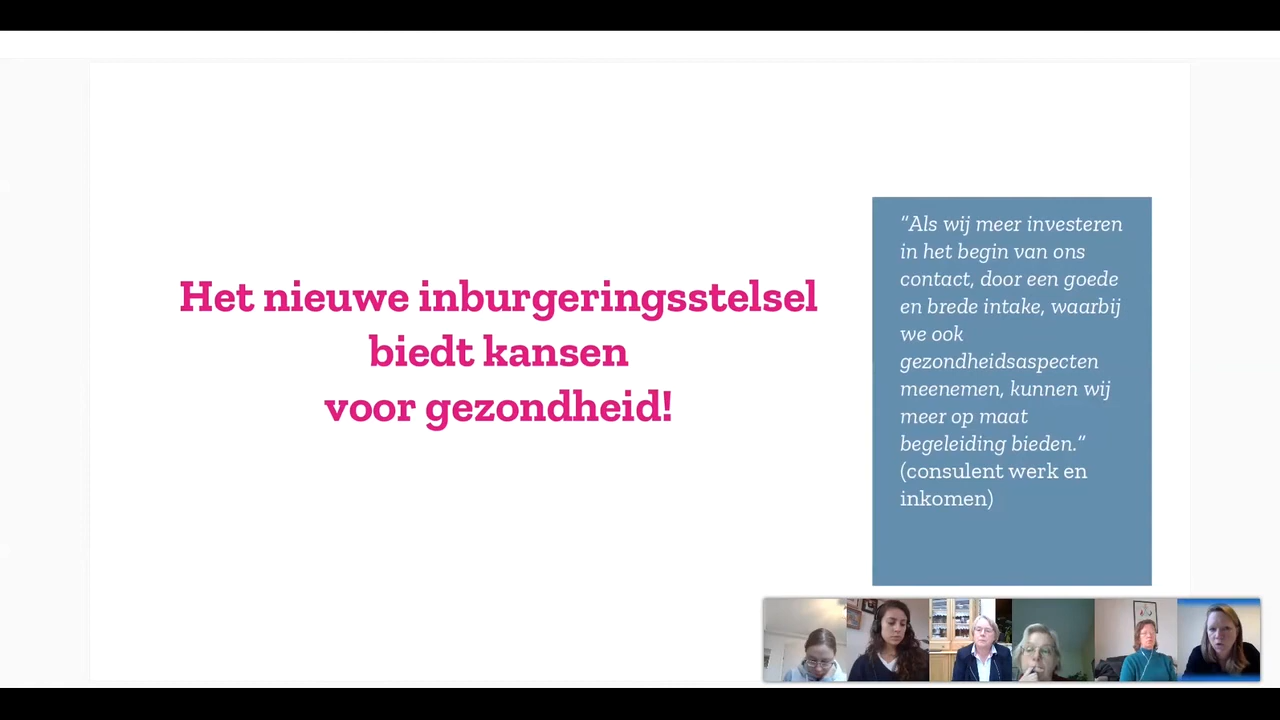 Het nieuwe inburgeringsstelsel
biedt kansen
voor gezondheid!
“Als wij meer investeren
in het begin van ons
contact, door een goede
en brede intake, waarbij
we ook
gezondheidsaspecten
meenemen, kunnen wij
meer op maat
begeleiding bieden.“
(consulent werk en
inkomen)